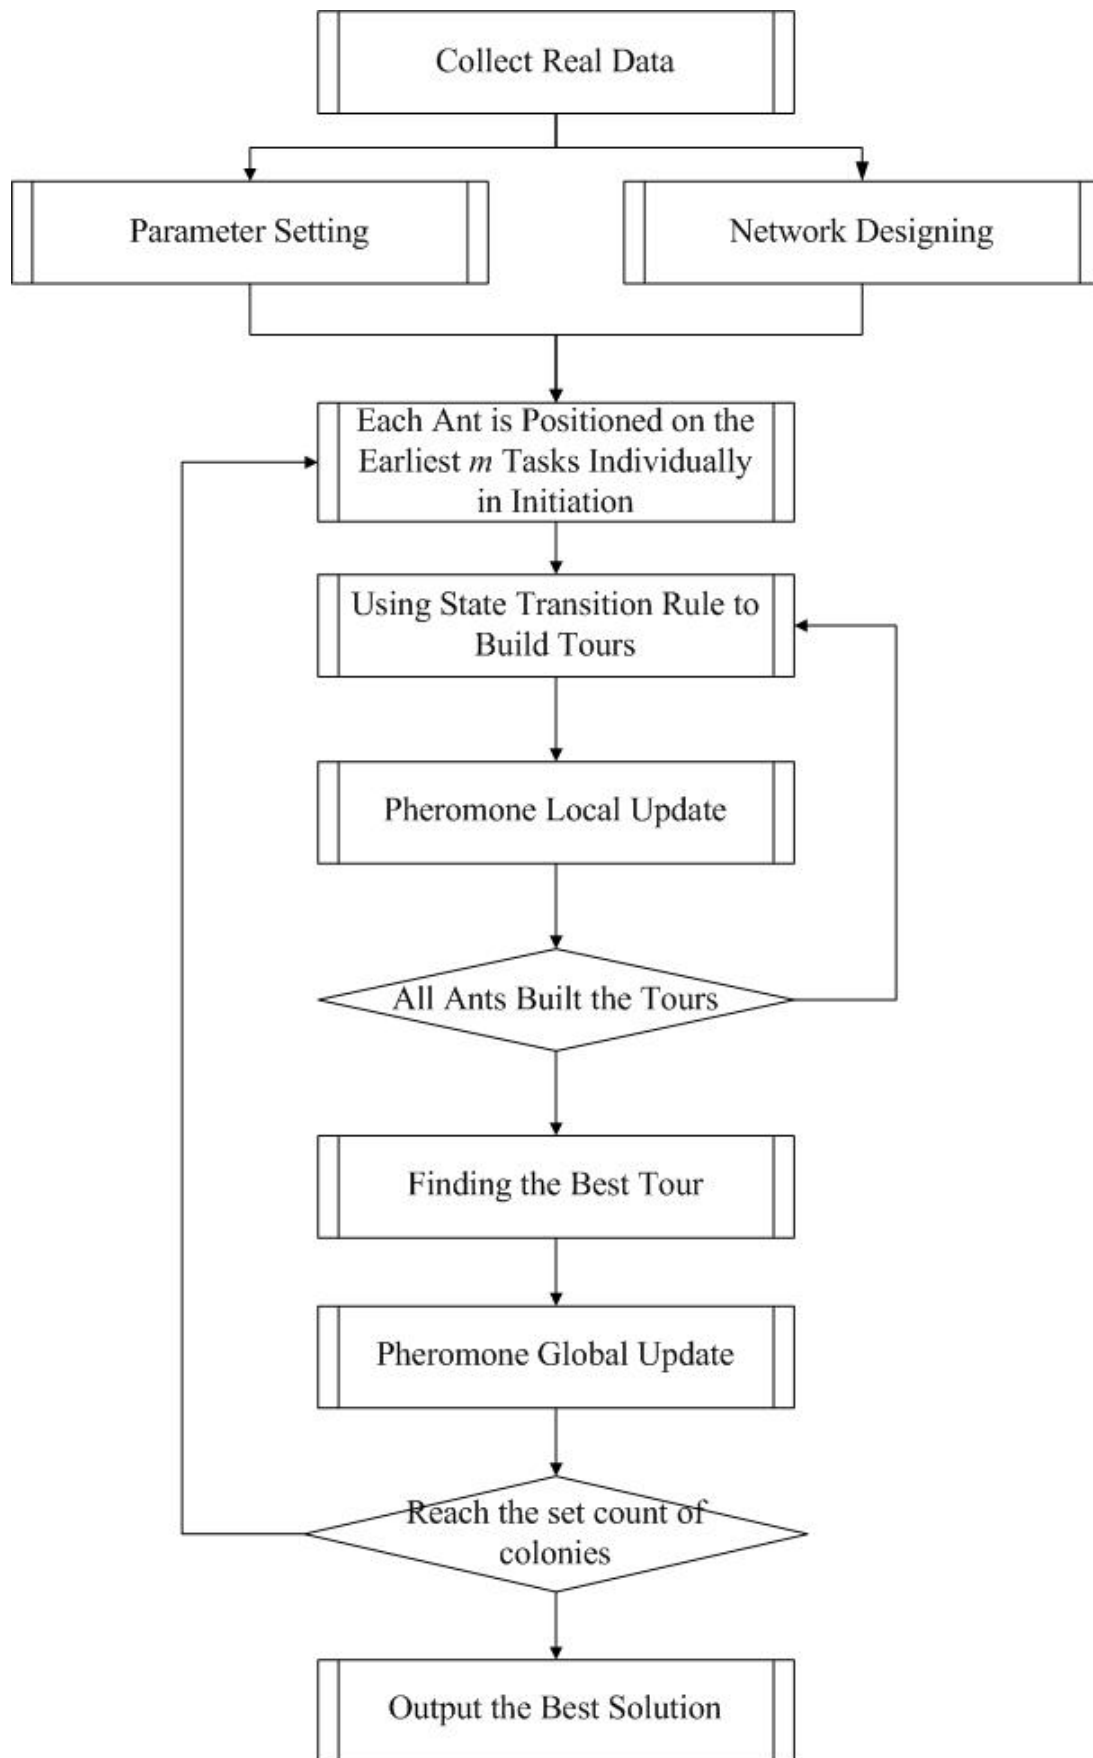 Collect Real Data
Parameter Setting
Network Designing
Each Ant is Positioned on the
Earliest m Tasks Individually
in Initiation
Using State Transition Rule to
Build Tours
Pheromone Local Update
All Ants Built the Tours
Finding the Best Tour
Pheromone Global Update
Reach the set count of
colonies
Output the Best Solution